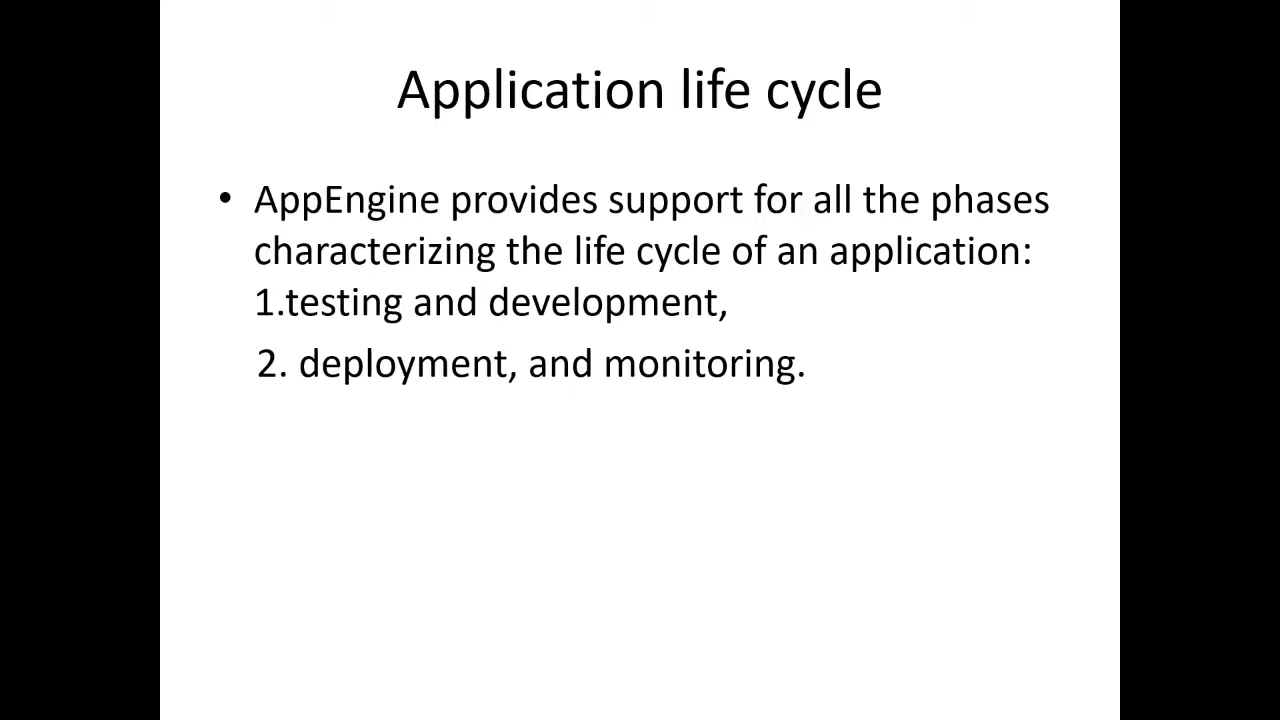 Application life cycle
• AppEngine provides support for all the phases
characterizing the life cycle of an application:
1.testing and development,
2. deployment, and monitoring.